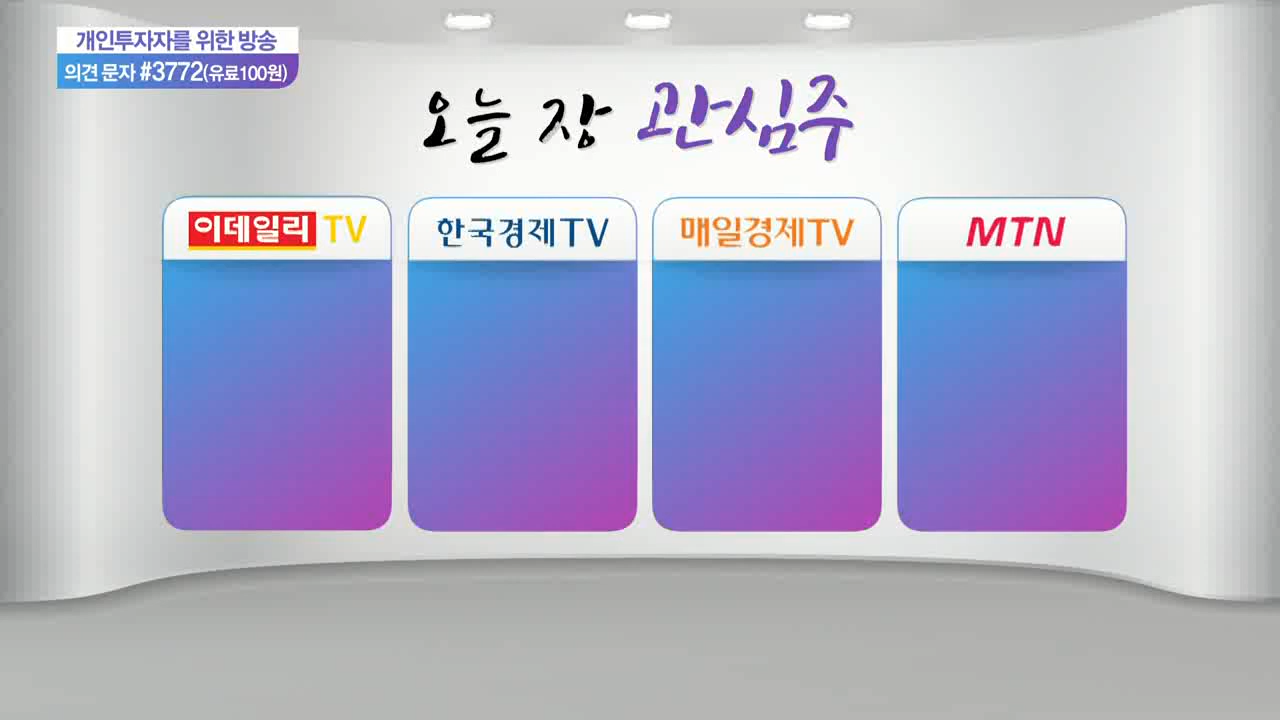 개인투자자를 위한 방송
의견 문자 #3772(유료100원)
오늘 장 관심주
이데일리 TV
한국경제TV
매일경제TV
MTN